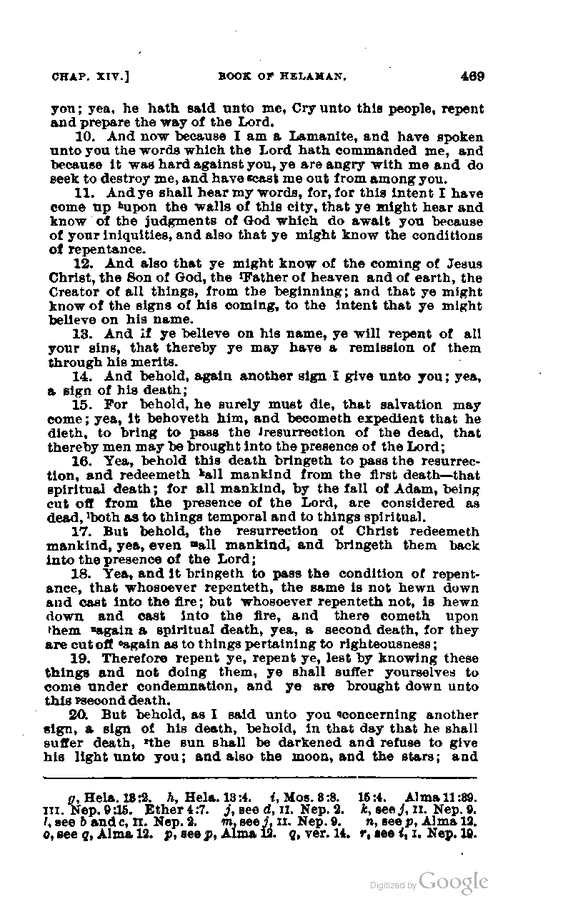 CHAP. XIV.] BOOK OF HELAMAN. 469
you; yea, he hath said unto me, Cry unto this people, repent
and prepare the way of the Lord.
10. And now because I am a Lamanite, and have spoken
unto you the words which the Lord hath commanded me, and
because it was hard against you, ye are angry with me and do
seek to destroy me, and have ᵍcast me out from among you.
11. And ye shall hear my words, for, for this intent I have
come up ʰupon the walls of this city, that ye might hear and
know of the judgments of God which do await you because
of your iniquities, and also that ye might know the conditions
of repentance.
12. And also that ye might know of the coming of Jesus
Christ, the Son of God, the ⁱFather of heaven and of earth, the
Creator of all things, from the beginning; and that ye might
know of the signs of his coming, to the intent that ye might
believe on his name.
13. And if ye believe on his name, ye will repent of all
your sins, that thereby ye may have a remission of them
through his merits.
14. And behold, again another sign I give unto you; yea,
a sign of his death;
15. For behold, he surely must die, that salvation may
come; yea, it behoveth him, and becometh expedient that he
dieth, to bring to pass the ʲresurrection of the dead, that
thereby men may be brought into the presence of the Lord;
16. Yea, behold this death bringeth to pass the resurrec-
tion, and redeemeth ᵏall mankind from the first death—that
spiritual death; for all mankind, by the fall of Adam, being
cut off from the presence of the Lord, are considered as
dead, ˡboth as to things temporal and to things spiritual.
17. But behold, the resurrection of Christ redeemeth
mankind, yea, even ᵐall mankind, and bringeth them back
into the presence of the Lord;
18. Yea, and it bringeth to pass the condition of repent-
ance, that whosoever repenteth, the same is not hewn down
and cast into the fire; but whosoever repenteth not, is hewn
down and cast into the fire, and there cometh upon
them ⁿagain a spiritual death, yea, a second death, for they
are cut off ᵒagain as to things pertaining to righteousness;
19. Therefore repent ye, repent ye, lest by knowing these
things and not doing them, ye shall suffer yourselves to
come under condemnation, and ye are brought down unto
this ᵖsecond death.
20. But behold, as I said unto you ᑫconcerning another
sign, a sign of his death, behold, in that day that he shall
suffer death, ʳthe sun shall be darkened and refuse to give
his light unto you; and also the moon, and the stars; and
g, Hela. 13:2. h, Hela. 13:4. i, Mos. 3:8. 15:4. Alma 11:39.
III. Nep. 9:15. Ether 4:7. j, see d, II. Nep. 2. k, see j, II. Nep. 9.
l, see b and c, II. Nep. 2. m, see j, II. Nep. 9. n, see p, Alma 12.
o, see q, Alma 12. p, see p, Alma 12. q, ver. 14. r, see i, I. Nep. 19.
Digitized by Google